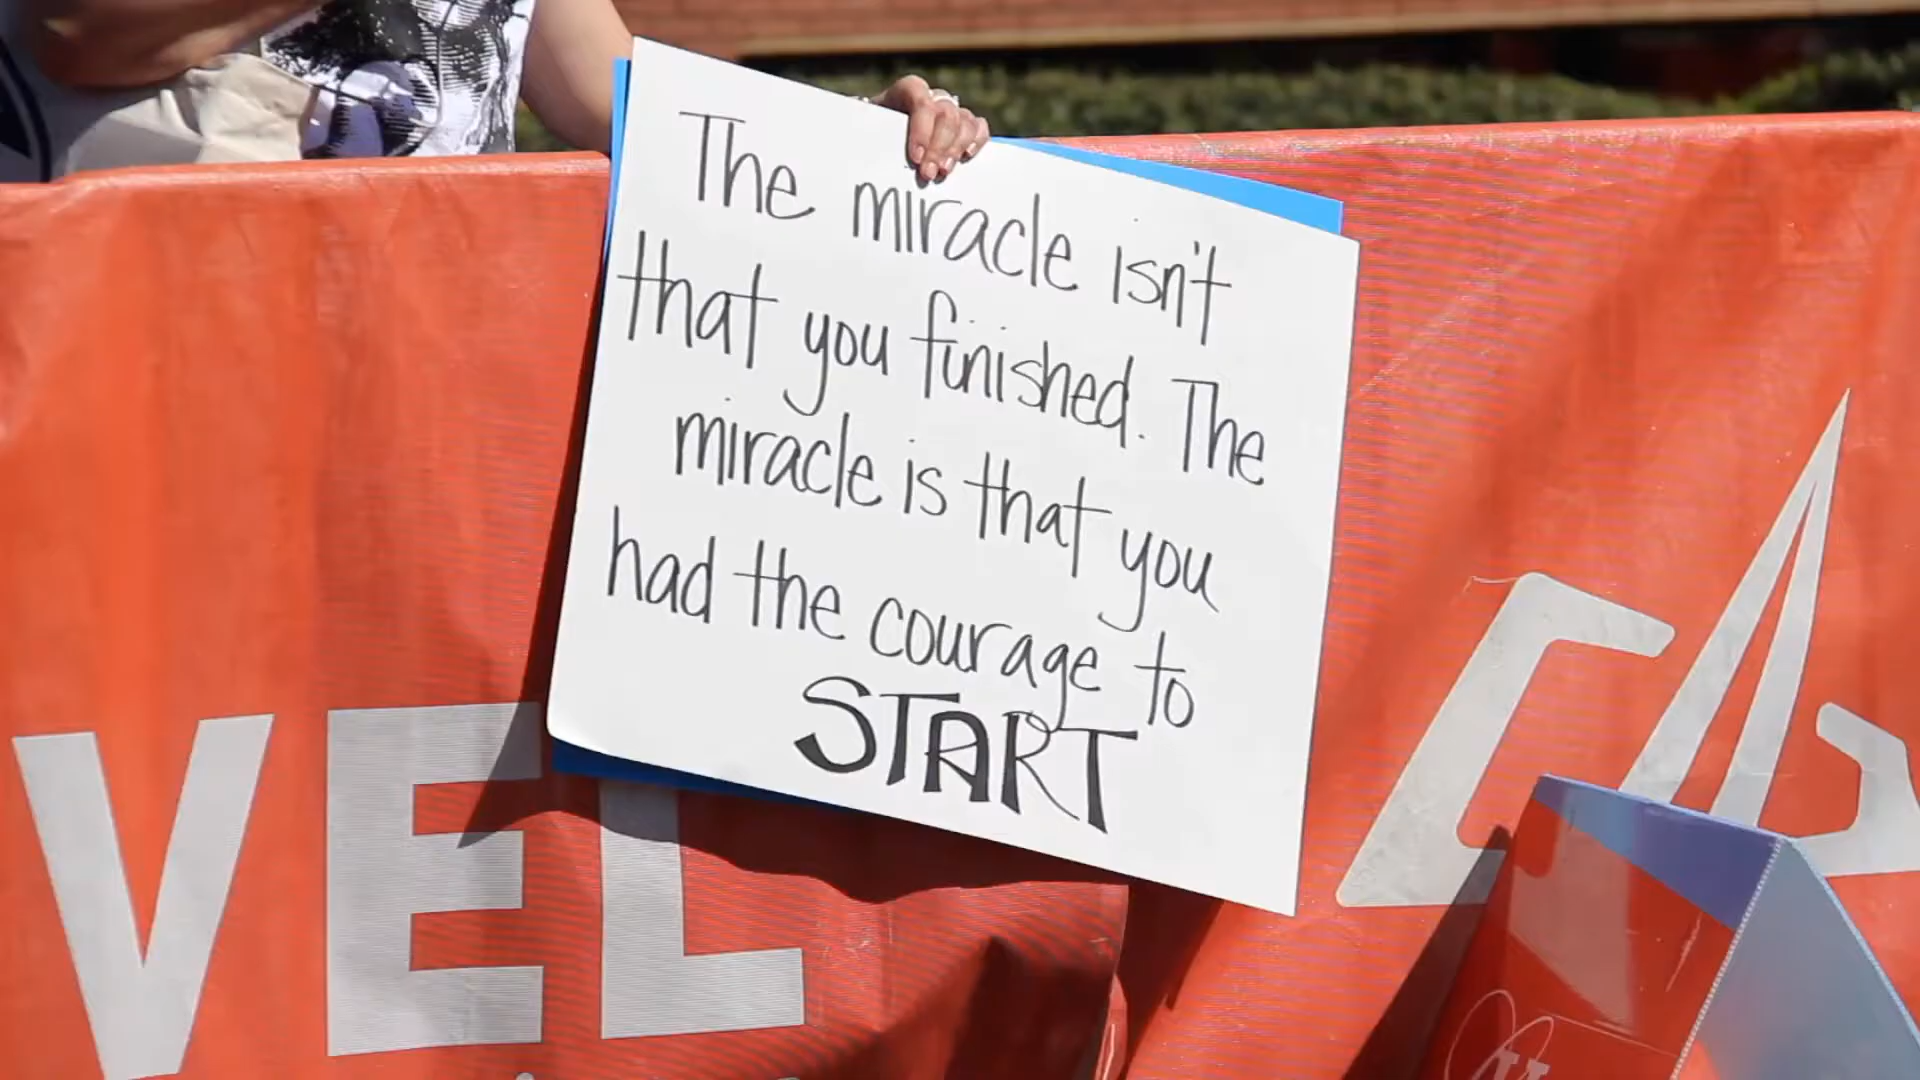 The miracle isn't
that you finished. The
miracle is that you
had the courage to
START
VEL